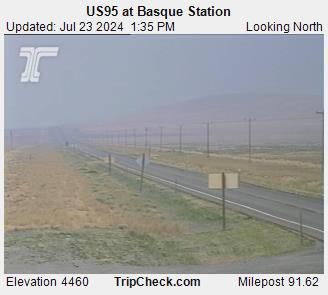 US95 at Basque Station
Updated: Jul 23 2024 1:35 PM Looking North
Elevation 4460 TripCheck.com Milepost 91.62